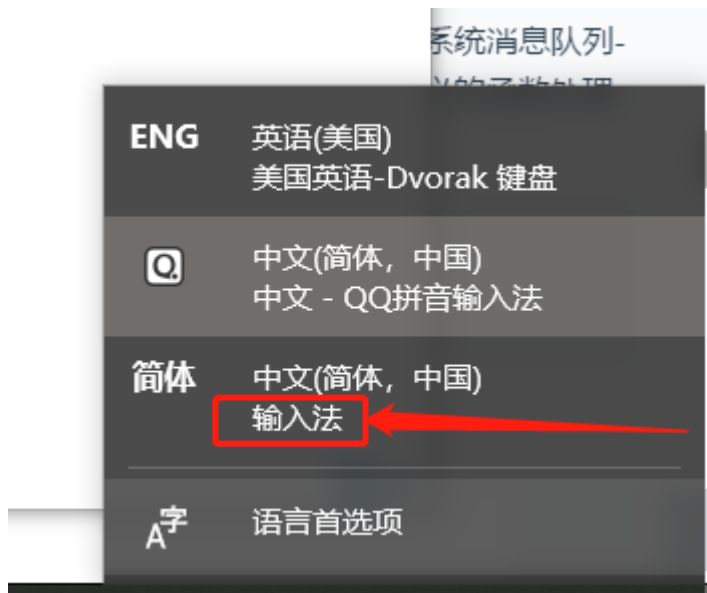 系统消息队列-
ENG 英语(美国)
美国英语-Dvorak 键盘
中文(简体，中国)
中文 - QQ拼音输入法
简体 中文(简体，中国)
输入法
语言首选项